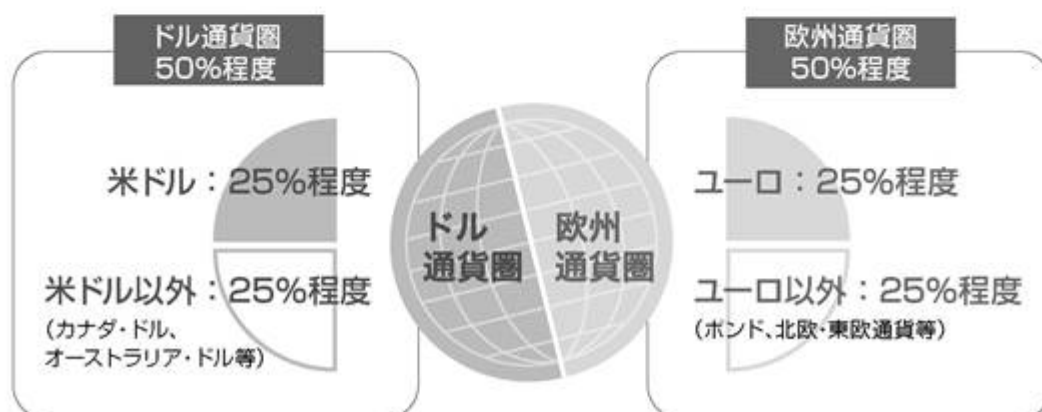 ドル通貨圏
50%程度
米ドル：25%程度
米ドル以外：25%程度
(カナダ・ドル、
オーストラリア・ドル等)
ドル
通貨圏
欧州
通貨圏
欧州通貨圏
50%程度
ユーロ：25%程度
ユーロ以外：25%程度
(ポンド、北欧・東欧通貨等)